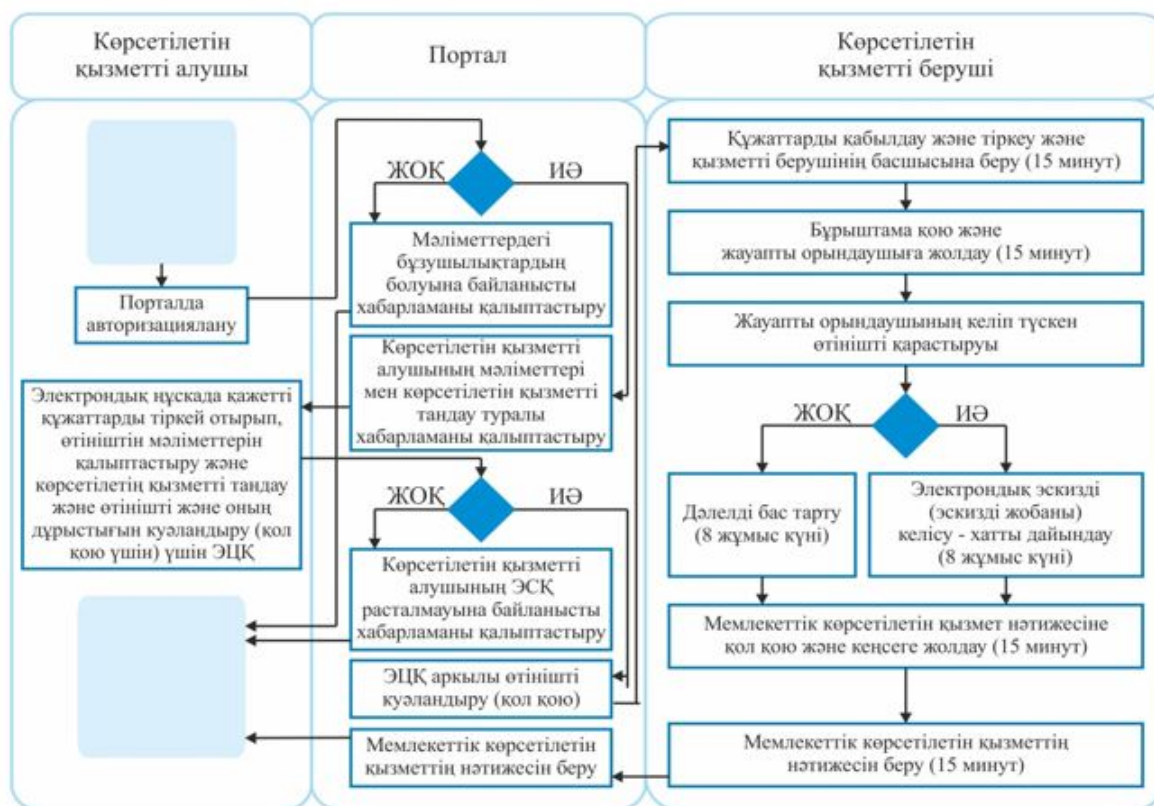 Көрсетілетін
қызметті алушы
Портал
Көрсетілетін
қызметті беруші
Порталда
авторизациялану
Электрондық нұскада қажетті
құжаттарды тіркей отырып,
өтініштін мәліметтерін
қалыптастыру және
көрсетілетің қызметті тандау
және өтінішті және оның
дұрыстығын куәландыру (қол
қою үшін) үшін ЭЦҚ
ЖОҚ
ИӘ
Мәліметтердегі
бұзушылықтардың
болуына байланысты
хабарламаны қалыптастыру
Көрсетілетін қызметті
алушының мәліметтері
мен көрсетілетін қызметті
тандау туралы
хабарламаны қалыптастыру
ЖОҚ
ИӘ
Көрсетілетін қызметті
алушының ЭСҚ
расталмауына байланысты
хабарламаны қалыптастыру
ЭЦҚ аркылы өтінішті
куәландыру (қол қою)
Мемлекеттік көрсетілетін
қызметтің нәтижесін беру
Құжаттарды қабылдау және тіркеу және
қызметті берушінің басшысына беру (15 минут)
Бұрыштама қою және
жауапты орындаушыға жолдау (15 минут)
Жауапты орындаушының келіп түскен
өтінішті қарастыруы
ЖОҚ
ИӘ
Дәлелді бас тарту
(8 жұмыс күні)
Электрондық эскизді
(эскизді жобаны)
келісу - хатты дайындау
(8 жұмыс күні)
Мемлекеттік көрсетілетін қызмет нәтижесіне
қол қою және кеңсеге жолдау (15 минут)
Мемлекеттік көрсетілетін қызметтің
нәтижесін беру (15 минут)